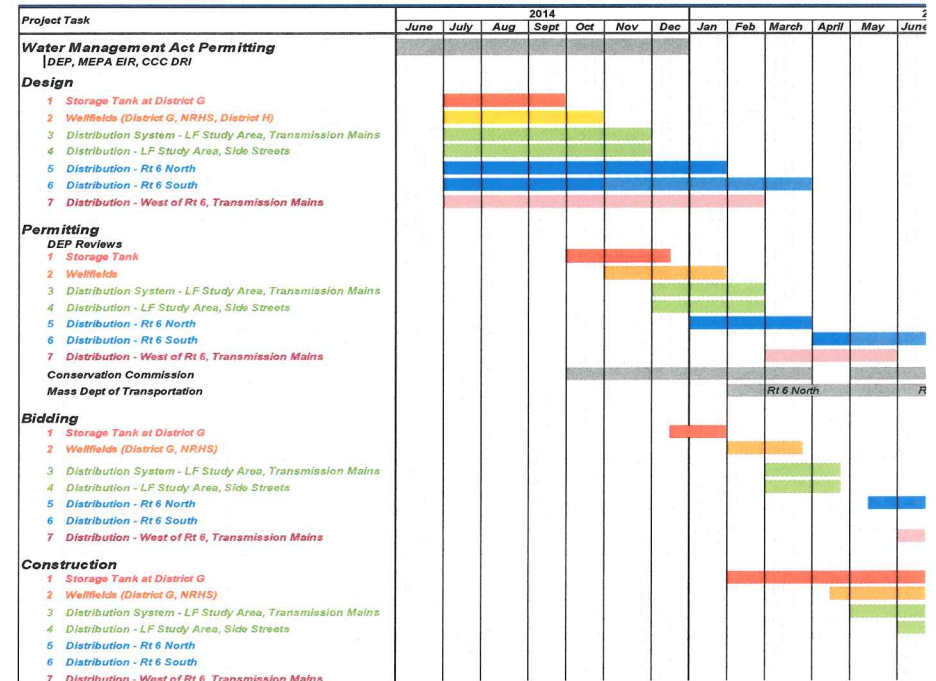 Project Task
2014 2
June July Aug Sept Oct Nov Dec Jan Feb March April May June
Water Management Act Permitting
DEP, MEPA EIR, CCC DRI
Design
1 Storage Tank at District G
2 Wellfields (District G, NRHS, District H)
3 Distribution System - LF Study Area, Transmission Mains
4 Distribution - LF Study Area, Side Streets
5 Distribution - Rt 6 North
6 Distribution - Rt 6 South
7 Distribution - West of Rt 6, Transmission Mains
Permitting
DEP Reviews
1 Storage Tank
2 Wellfields
3 Distribution System - LF Study Area, Transmission Mains
4 Distribution - LF Study Area, Side Streets
5 Distribution - Rt 6 North
6 Distribution - Rt 6 South
7 Distribution - West of Rt 6, Transmission Mains
Conservation Commission
Mass Dept of Transportation Rt 6 North R
Bidding
1 Storage Tank at District G
2 Wellfields (District G, NRHS)
3 Distribution System - LF Study Area, Transmission Mains
4 Distribution - LF Study Area, Side Streets
5 Distribution - Rt 6 North
6 Distribution - Rt 6 South
7 Distribution - West of Rt 6, Transmission Mains
Construction
1 Storage Tank at District G
2 Wellfields (District G, NRHS)
3 Distribution System - LF Study Area, Transmission Mains
4 Distribution - LF Study Area, Side Streets
5 Distribution - Rt 6 North
6 Distribution - Rt 6 South
7 Distribution - West of Rt 6, Transmission Mains